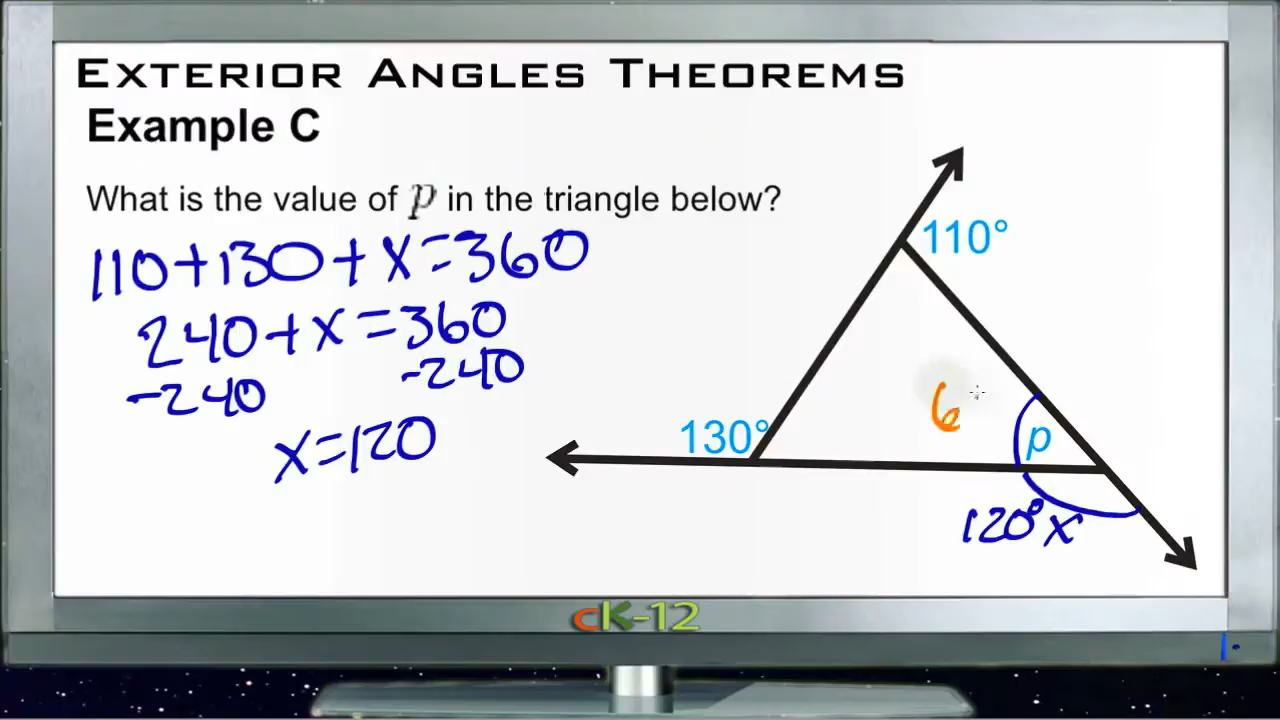 EXTERIOR ANGLES THEOREMS
Example C
What is the value of p in the triangle below?
110+130+x=360
240+x=360
-240 -240
x=120
110°
130°
6
p
120° x
cK-12